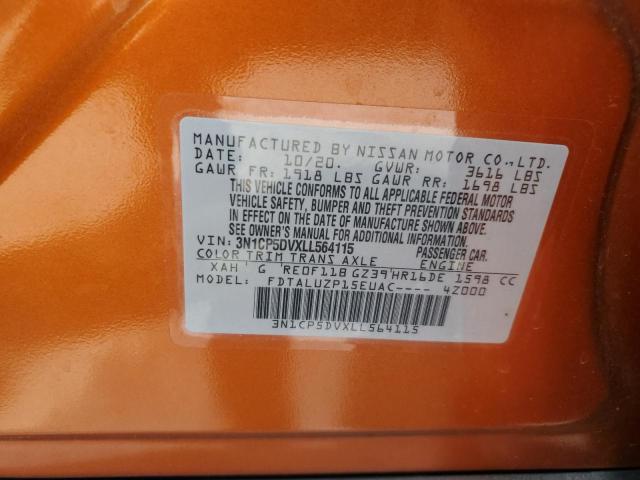 MANUFACTURED BY NISSAN MOTOR CO.,LTD.
DATE: 10/20. GVWR: 3616 LBS
GAWR FR: 1918 LBS GAWR RR: 1698 LBS
THIS VEHICLE CONFORMS TO ALL APPLICABLE FEDERAL MOTOR
VEHICLE SAFETY, BUMPER AND THEFT PREVENTION STANDARDS
IN EFFECT ON THE DATE OF MANUFACTURE SHOWN ABOVE.
SEE OWNER'S MANUAL FOR ADDITIONAL INFORMATION.
VIN: 3N1CP5DVXLL564115 PASSENGER CAR.
COLOR TRIM TRANS AXLE ENGINE
XAH' G 'RE0F11B GZ39'HR16DE 1598 CC
MODEL: FDTALUZP15EUAC---- 4Z000
3N1CP5DVXLL564115